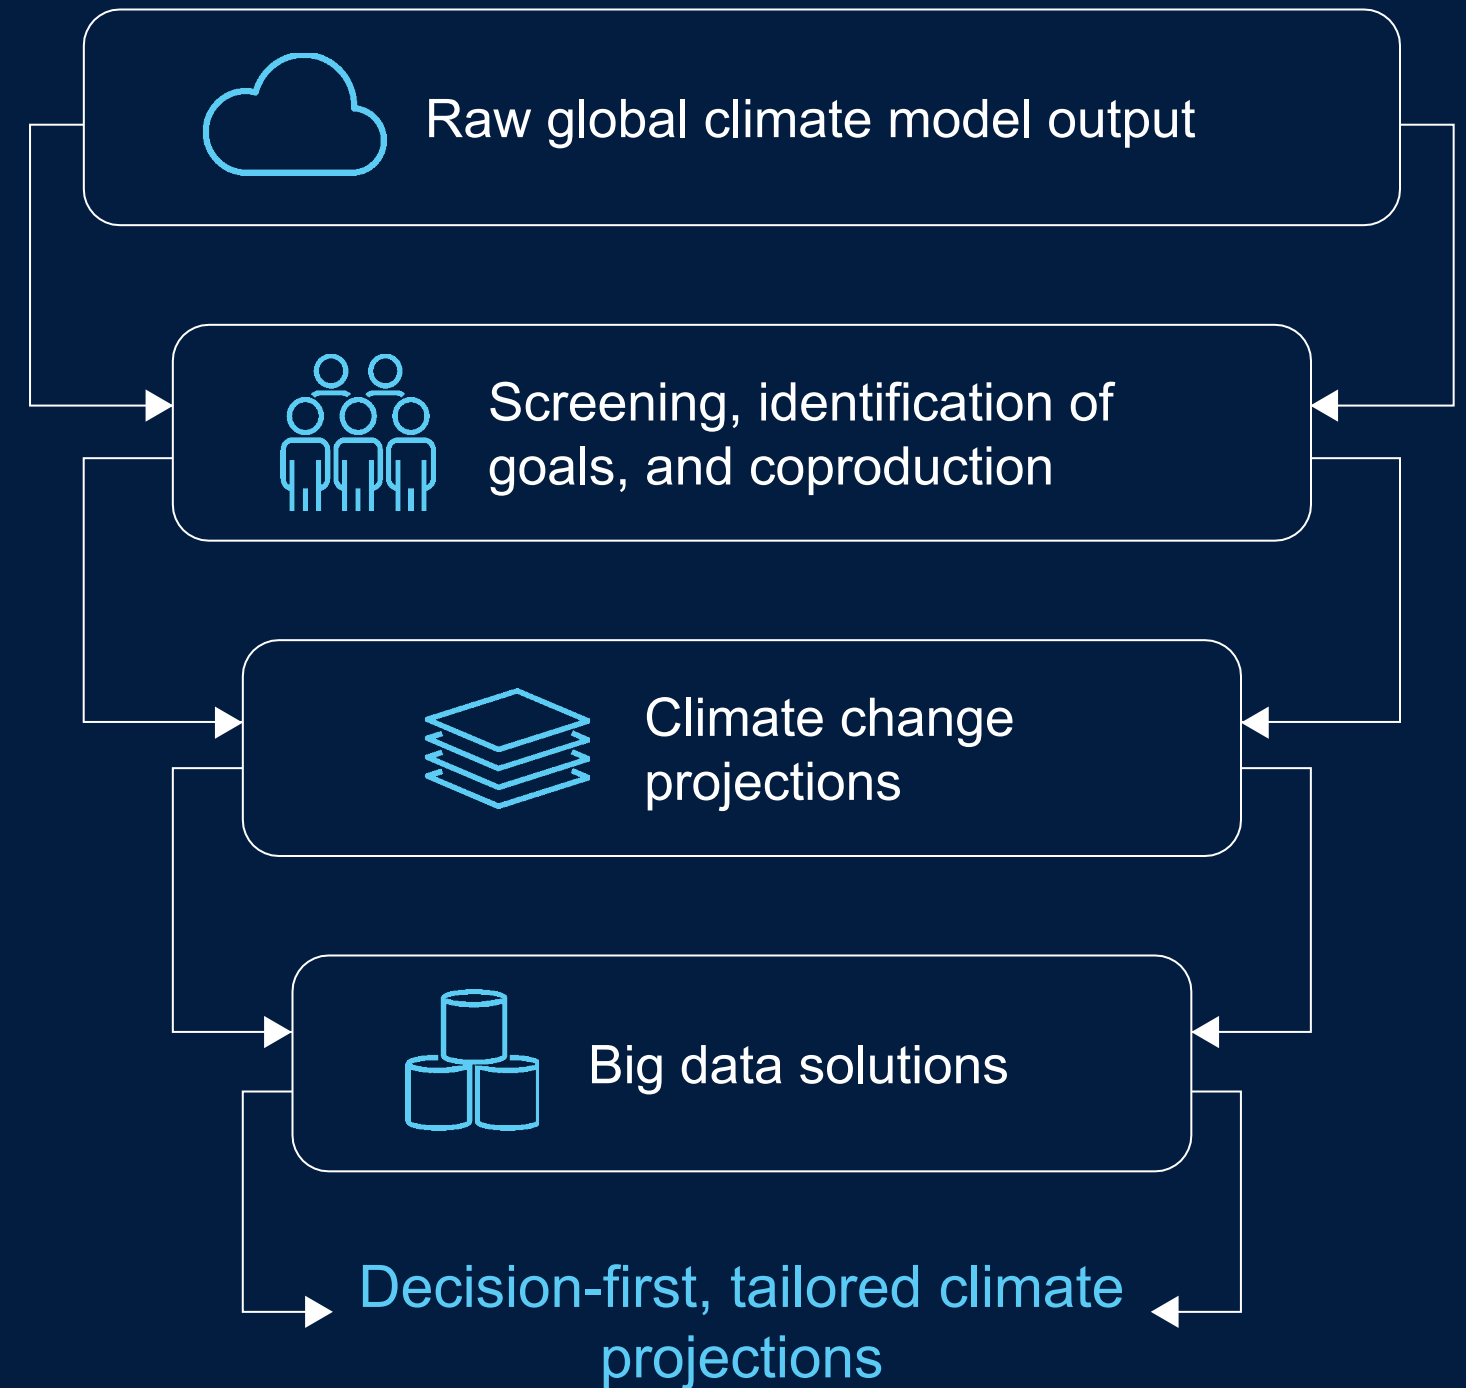 Raw global climate model output
Screening, identification of
goals, and coproduction
Climate change
projections
Big data solutions
Decision-first, tailored climate
projections